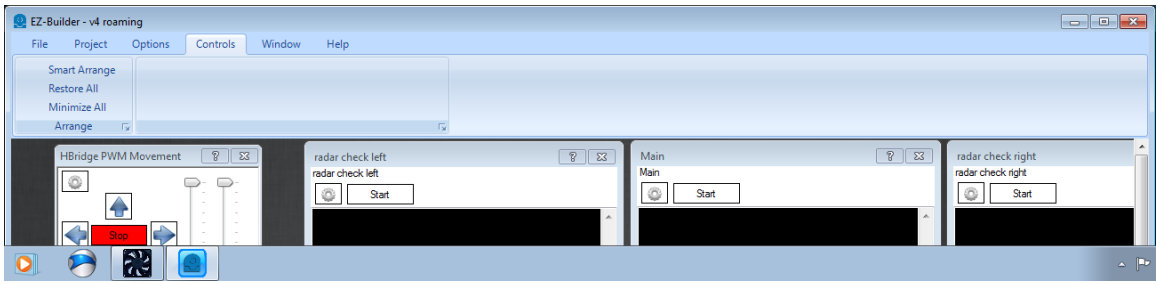 EZ-Builder - v4 roaming
File Project Options Controls Window Help
Smart Arrange
Restore All
Minimize All
Arrange
HBridge PWM Movement
Stop
radar check left
radar check left
Start
Main
Main
Start
radar check right
radar check right
Start